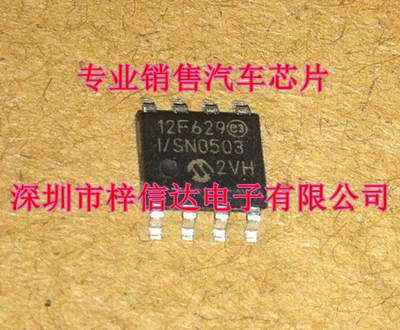 专业销售汽车芯片
12F629 e3
I/SN0503
2VH
深圳市梓信达电子有限公司